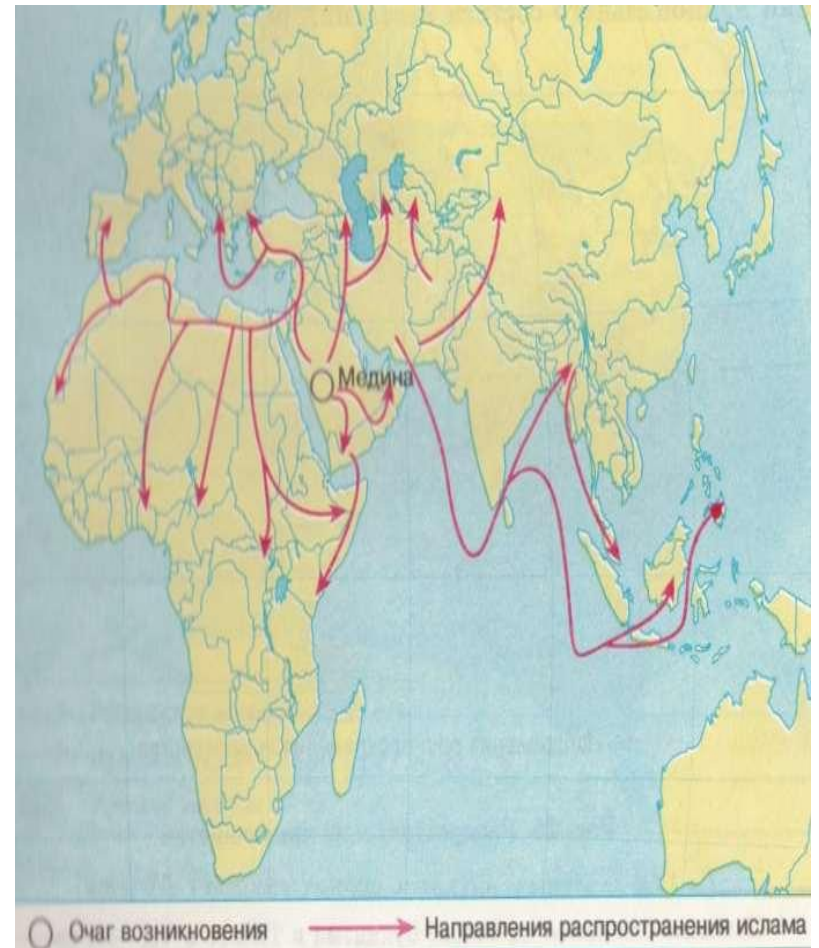 Медина
Очаг возникновения
Направления распространения ислама